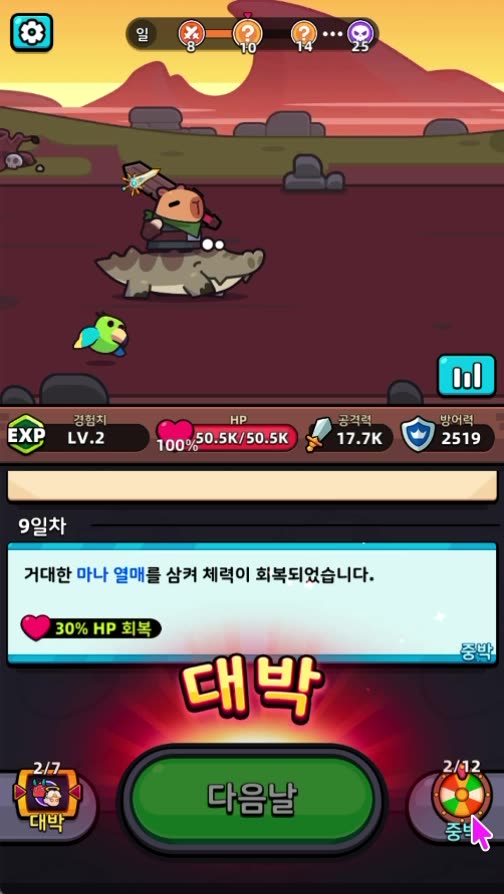 일
8
10
14
25
EXP
경험치
LV.2
HP
100%
50.5K/50.5K
공격력
17.7K
방어력
2519
9일차
거대한 마나 열매를 삼켜 체력이 회복되었습니다.
30% HP 회복
중박
대박
2/7
대박
다음날
2/12
중박